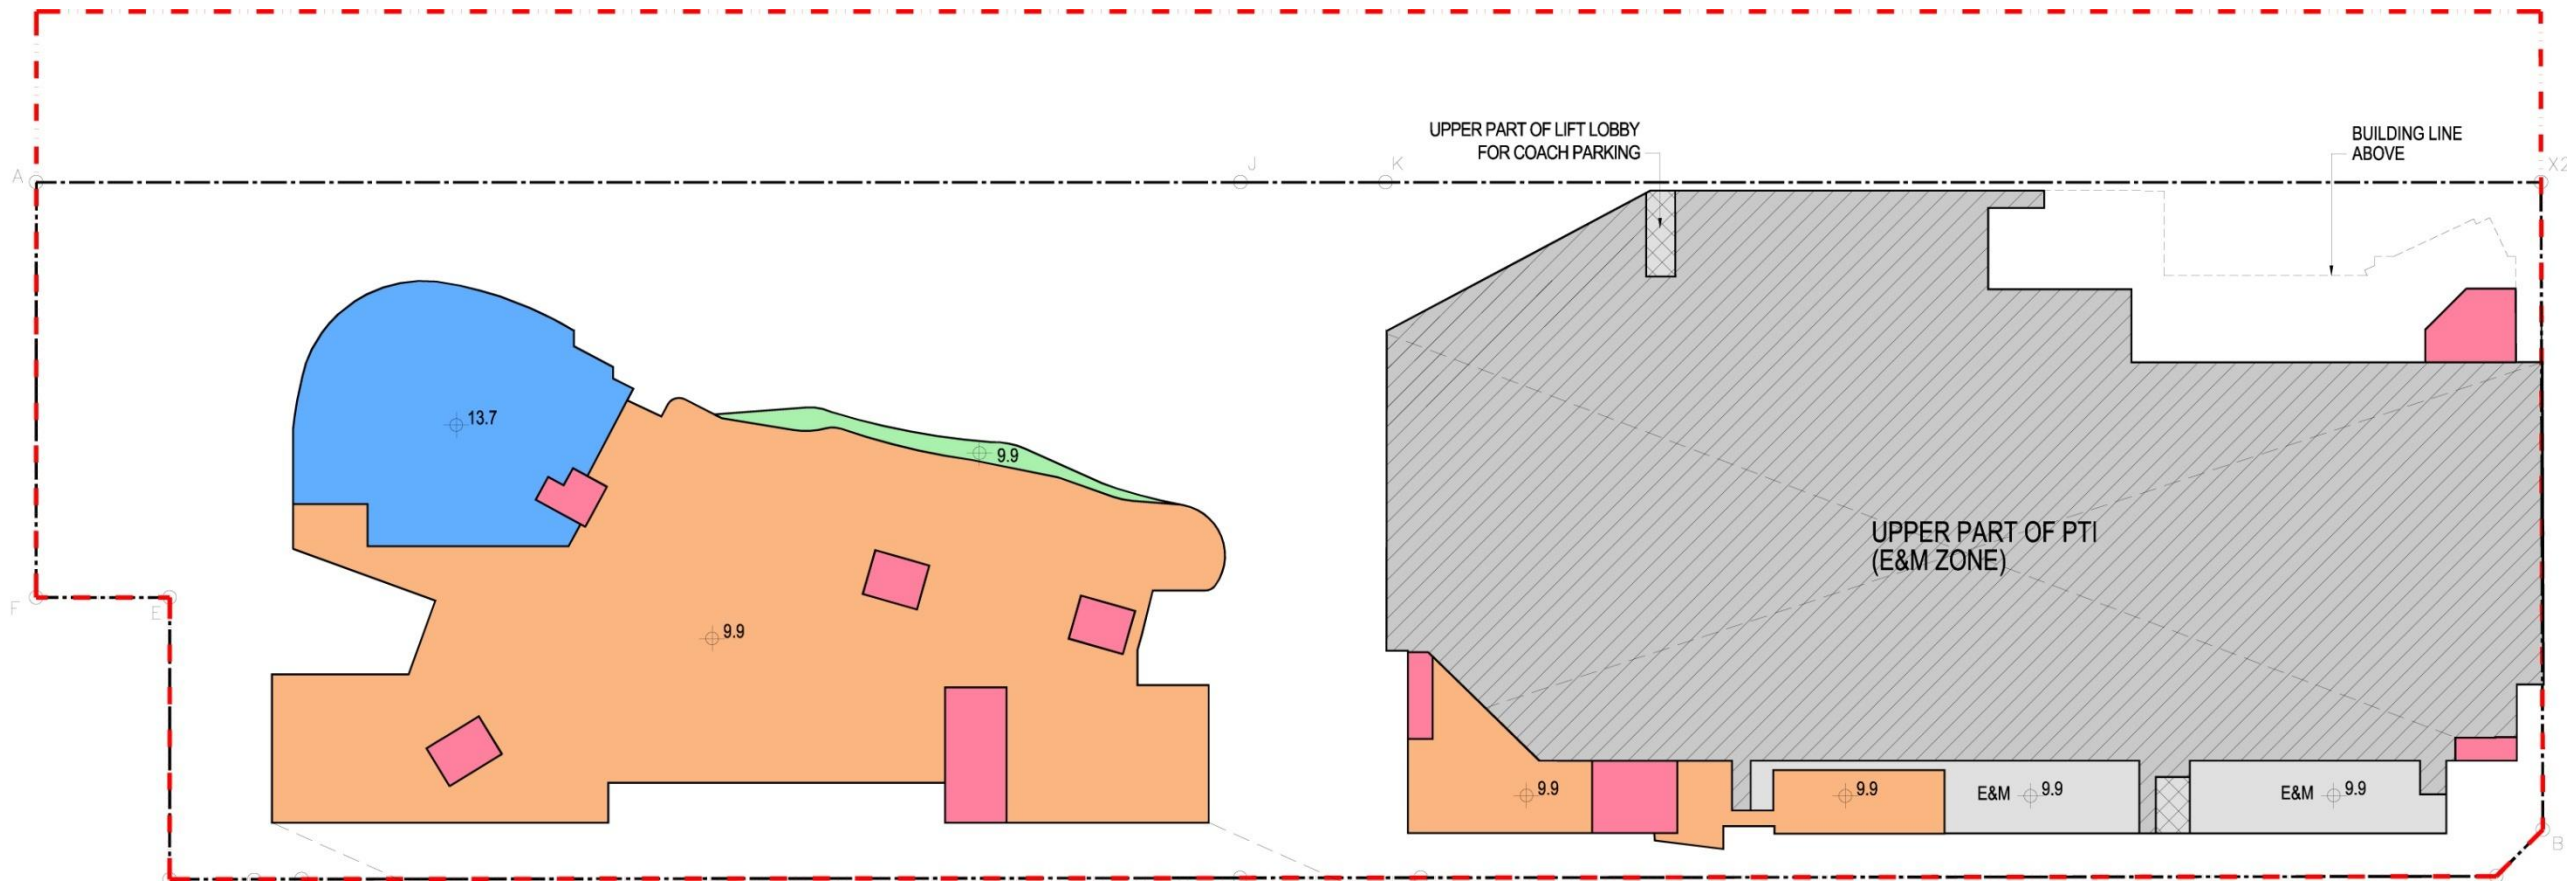 UPPER PART OF LIFT LOBBY
FOR COACH PARKING
BUILDING LINE
ABOVE
A
J
K
X2
13.7
9.9
UPPER PART OF PTI
(E&M ZONE)
F
E
9.9
9.9
9.9
E&M
9.9
E&M
9.9
B